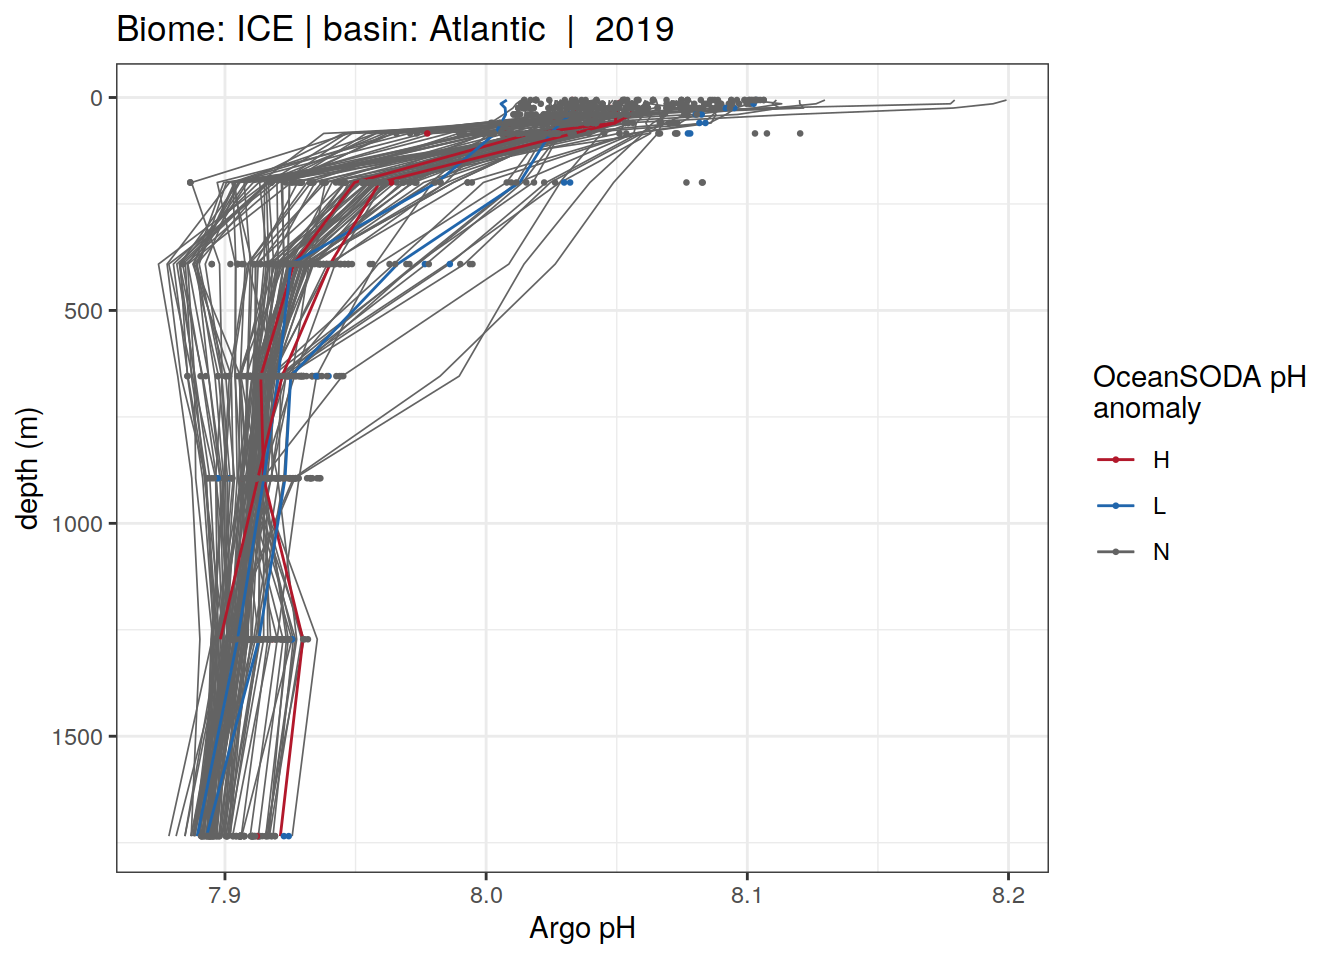 Biome: ICE | basin: Atlantic  |  2019
0
500
1000
1500
depth (m)
7.9
8.0
8.1
8.2
Argo pH
OceanSODA pH
anomaly
H
L
N